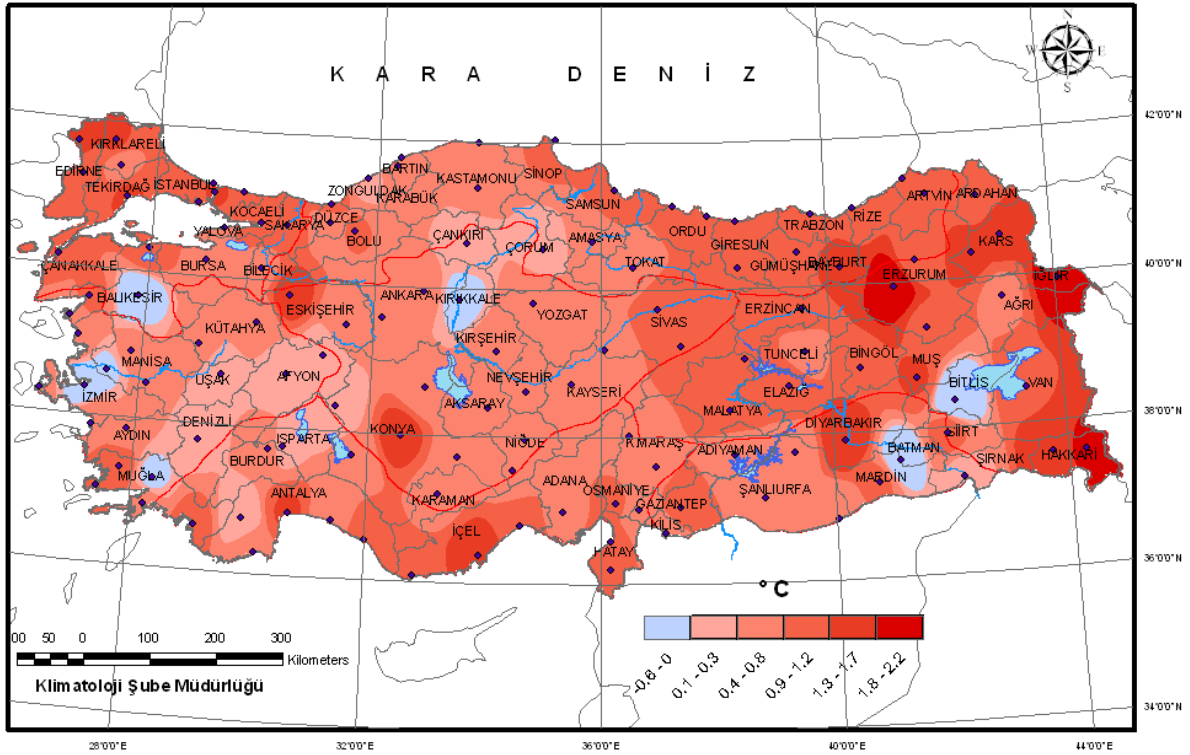 N
W E
S
K A R A D E N İ Z
42°0'0"N
KIRKLARELİ
EDİRNE
TEKİRDAĞ
İSTANBUL
BARTIN
KASTAMONU
SİNOP
ZONGULDAK
KARABÜK
SAMSUN
ARTVİN
ARDAHAN
KOCAELİ
SAKARYA
DÜZCE
YALOVA
BOLU
ÇANKIRI
ÇORUM
AMASYA
ORDU
TRABZON
RİZE
KARS
GİRESUN
TOKAT
ÇANAKKALE
BURSA
BİLECİK
GÜMÜŞHANE
BAYBURT
ERZURUM
IĞDIR
40°0'0"N
BALIKESİR
ESKİŞEHİR
ANKARA
KIRIKKALE
YOZGAT
SİVAS
ERZİNCAN
AĞRI
KÜTAHYA
KIRŞEHİR
TUNCELİ
BİNGÖL
MUŞ
MANİSA
UŞAK
AFYON
NEVŞEHİR
KAYSERİ
ELAZIĞ
BİTLİS
VAN
İZMİR
AKSARAY
MALATYA
38°0'0"N
DENİZLİ
AYDIN
ISPARTA
KONYA
NİĞDE
K.MARAŞ
ADIYAMAN
DİYARBAKIR
BATMAN
SİİRT
HAKKARİ
BURDUR
ŞIRNAK
MUĞLA
ANTALYA
KARAMAN
ADANA
OSMANİYE
GAZİANTEP
ŞANLIURFA
MARDİN
KİLİS
İÇEL
HATAY
36°0'0"N
°C
-0.6 - 0
0.1 - 0.3
0.4 - 0.8
0.9 - 1.2
1.3 - 1.7
1.8 - 2.2
00 50 0 100 200 300
Kilometers
Klimatoloji Şube Müdürlüğü
34°0'0"N
28°0'0"E 32°0'0"E 36°0'0"E 40°0'0"E 44°0'0"E